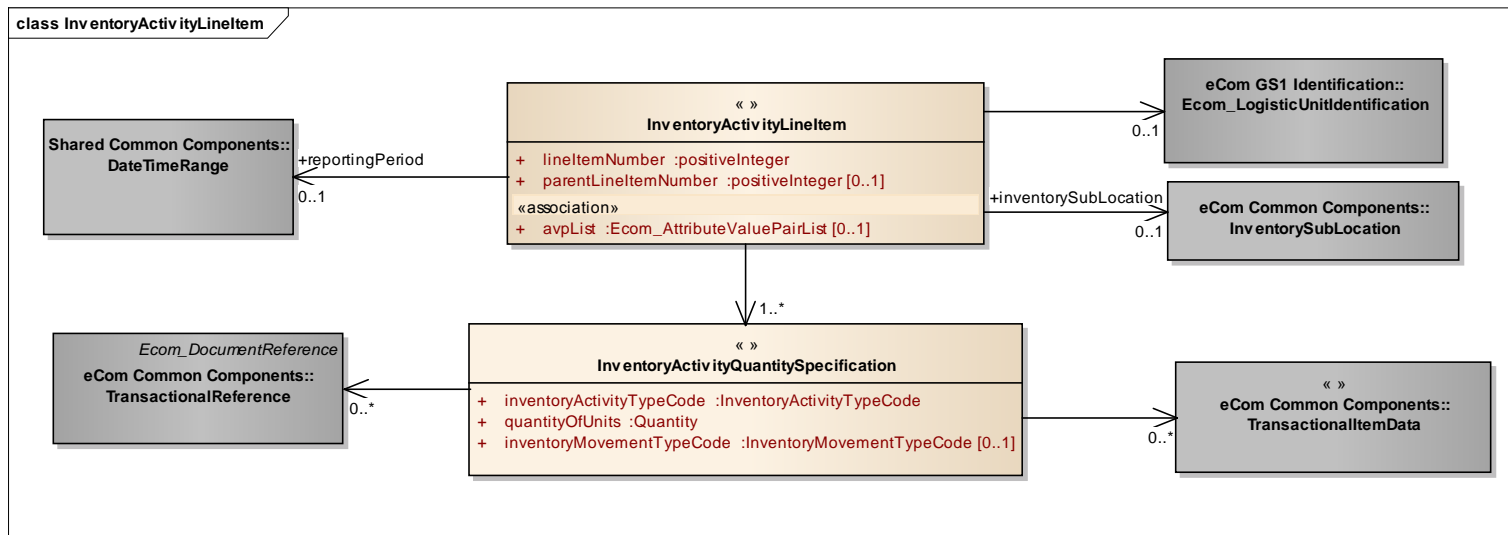 class InventoryActivityLineItem
« »
InventoryActivityLineItem
+ lineItemNumber :positiveInteger
+ parentLineItemNumber :positiveInteger [0..1]
«association»
+ avpList :Ecom_AttributeValuePairList [0..1]
Shared Common Components::
DateTimeRange
+reportingPeriod
0..1
eCom GS1 Identification::
Ecom_LogisticUnitIdentification
0..1
+inventorySubLocation
0..1
eCom Common Components::
InventorySubLocation
1..*
« »
InventoryActivityQuantitySpecification
+ inventoryActivityTypeCode :InventoryActivityTypeCode
+ quantityOfUnits :Quantity
+ inventoryMovementTypeCode :InventoryMovementTypeCode [0..1]
Ecom_DocumentReference
eCom Common Components::
TransactionalReference
0..*
« »
eCom Common Components::
TransactionalItemData
0..*